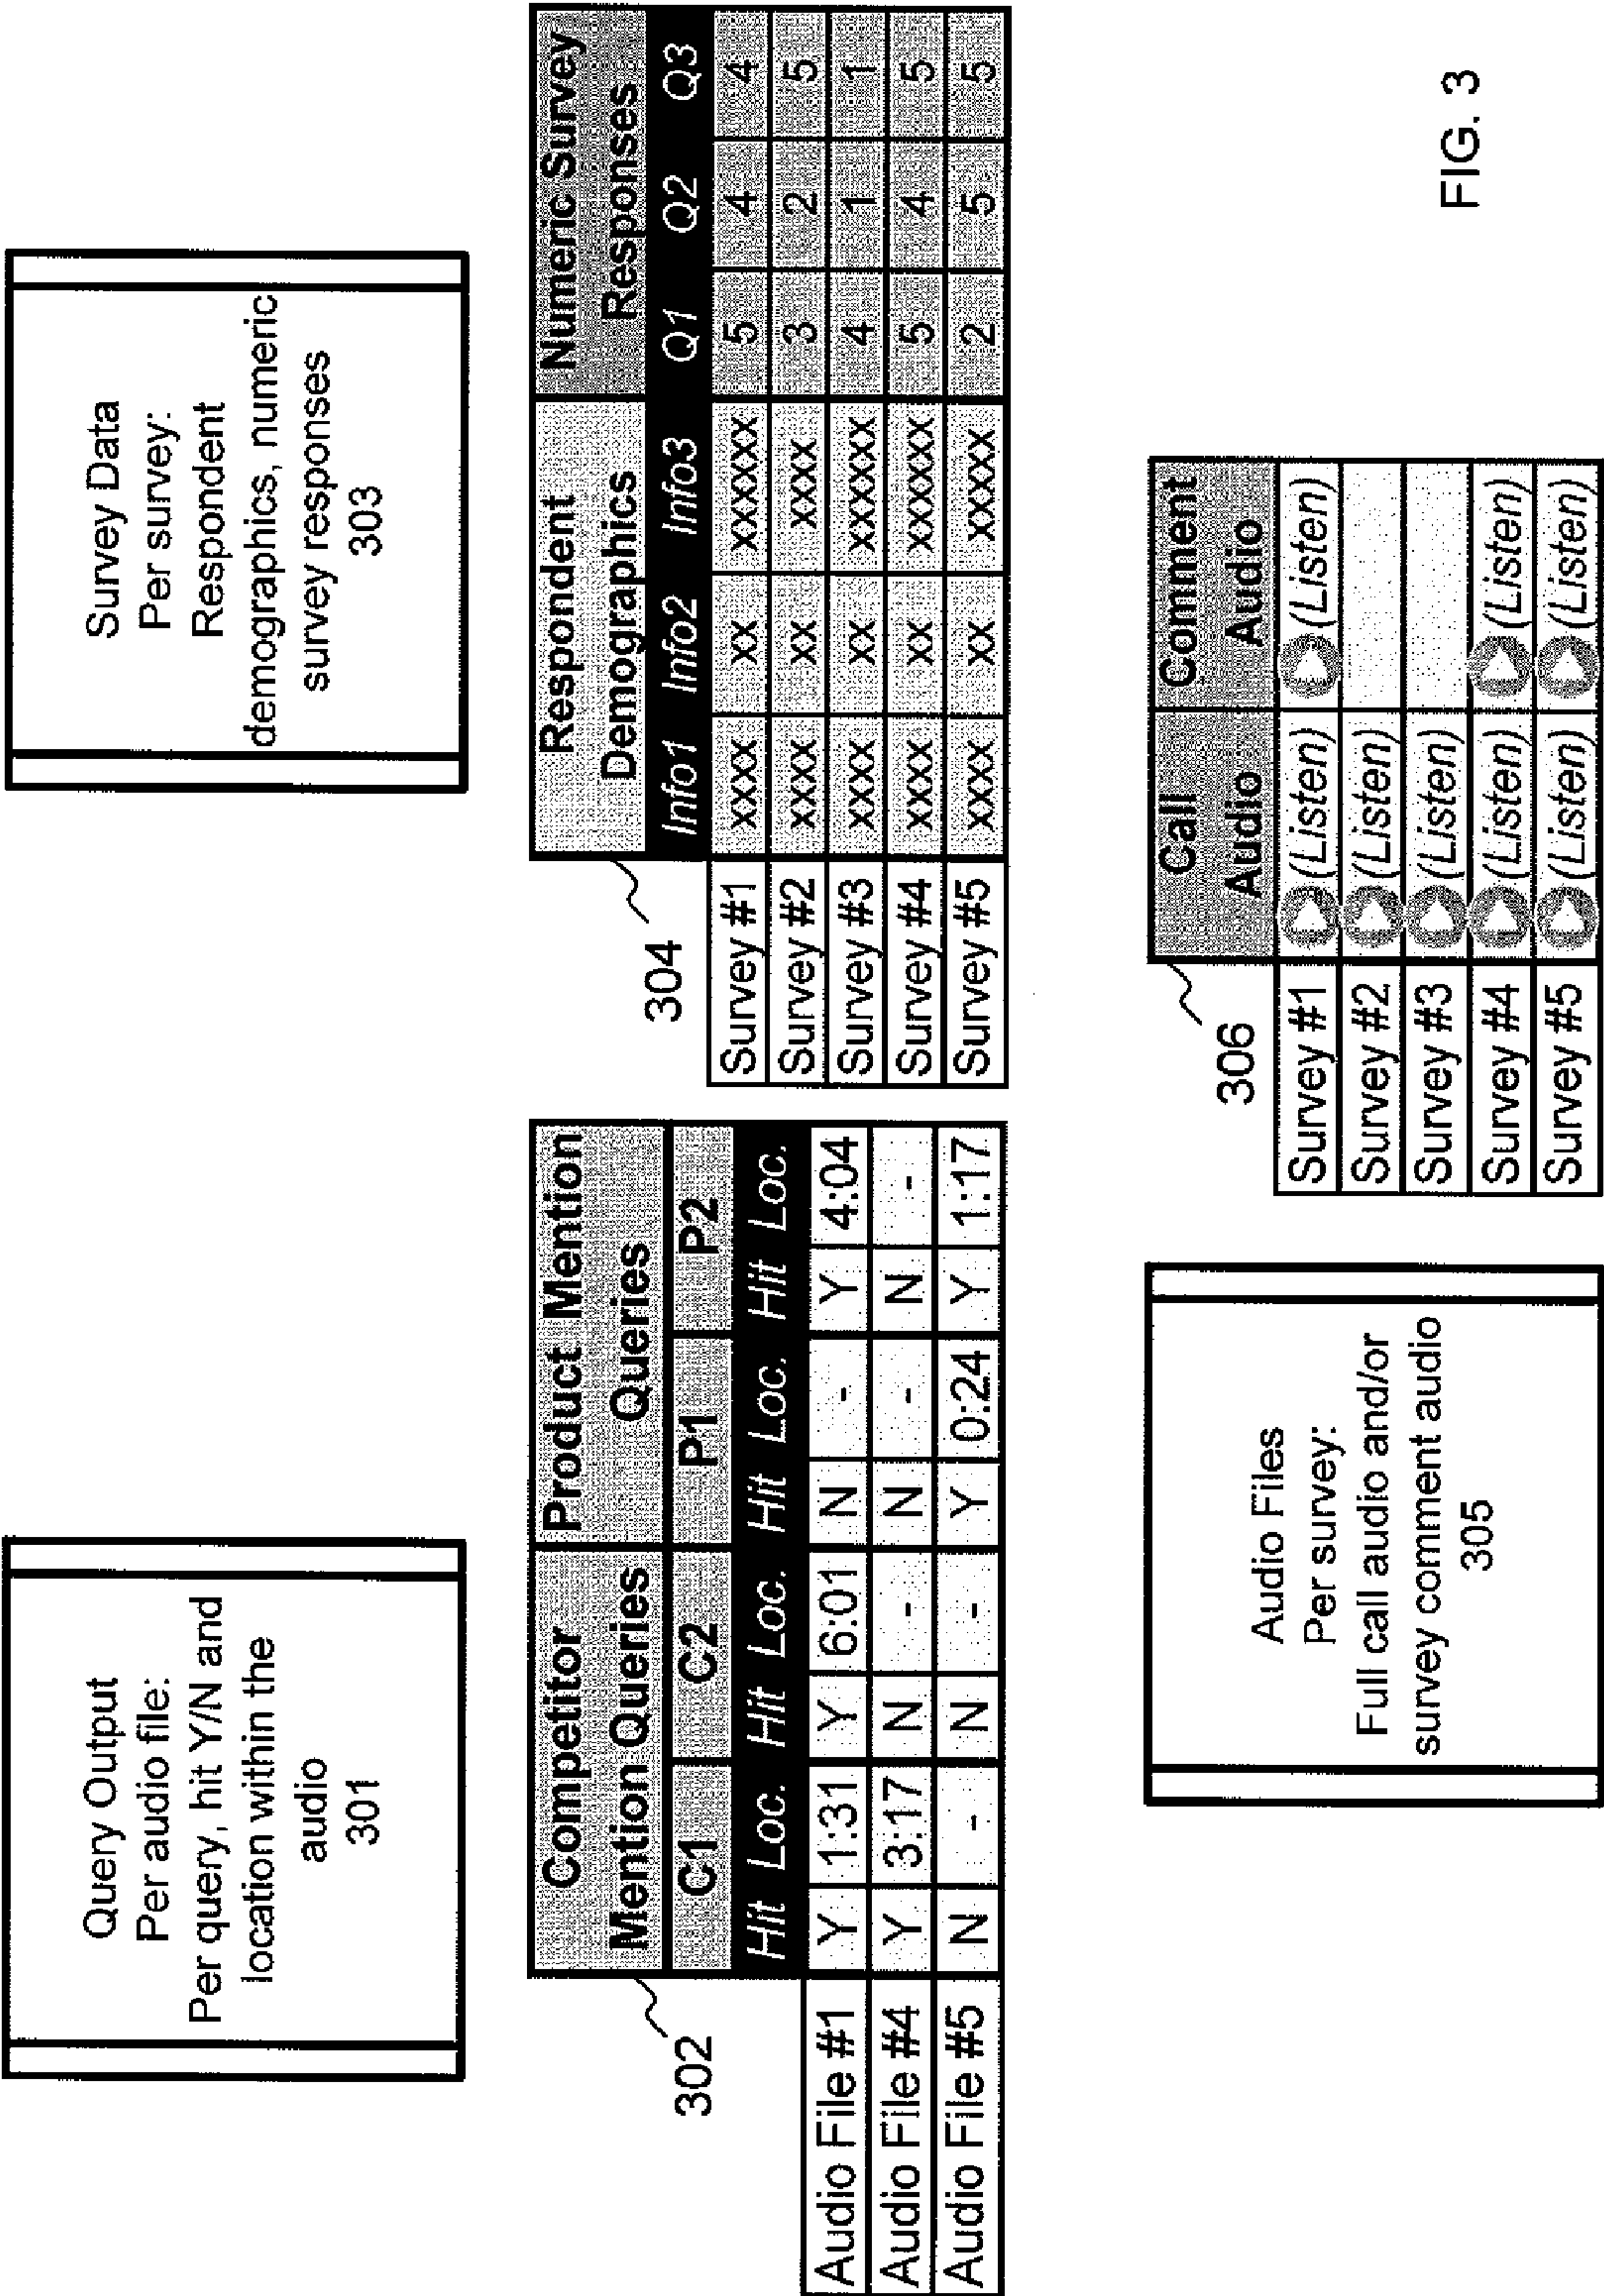 Query Output
Per audio file:
Per query, hit Y/N and
location within the
audio
301
Survey Data
Per survey:
Respondent
demographics, numeric
survey responses
303
302
Competitor Mention Queries Product Mention Queries
C1 C2 P1 P2
Hit Loc. Hit Loc. Hit Loc. Hit Loc.
Audio File #1 Y 1:31 Y 6:01 N - Y 4:04
Audio File #4 Y 3:17 N - N - N -
Audio File #5 N - N - Y 0:24 Y 1:17
304
Respondent Demographics Numeric Survey Responses
Info1 Info2 Info3 Q1 Q2 Q3
Survey #1 xxxx xx xxxxxx 5 4 4
Survey #2 xxxx xx xxxx 3 2 5
Survey #3 xxxx xx xxxxxx 4 1 1
Survey #4 xxxx xx xxxxxx 5 4 5
Survey #5 xxxx xx xxxxx 2 5 5
Audio Files
Per survey:
Full call audio and/or
survey comment audio
305
306
Call Audio Comment Audio
Survey #1 (Listen) (Listen)
Survey #2 (Listen)
Survey #3 (Listen)
Survey #4 (Listen) (Listen)
Survey #5 (Listen) (Listen)
FIG. 3